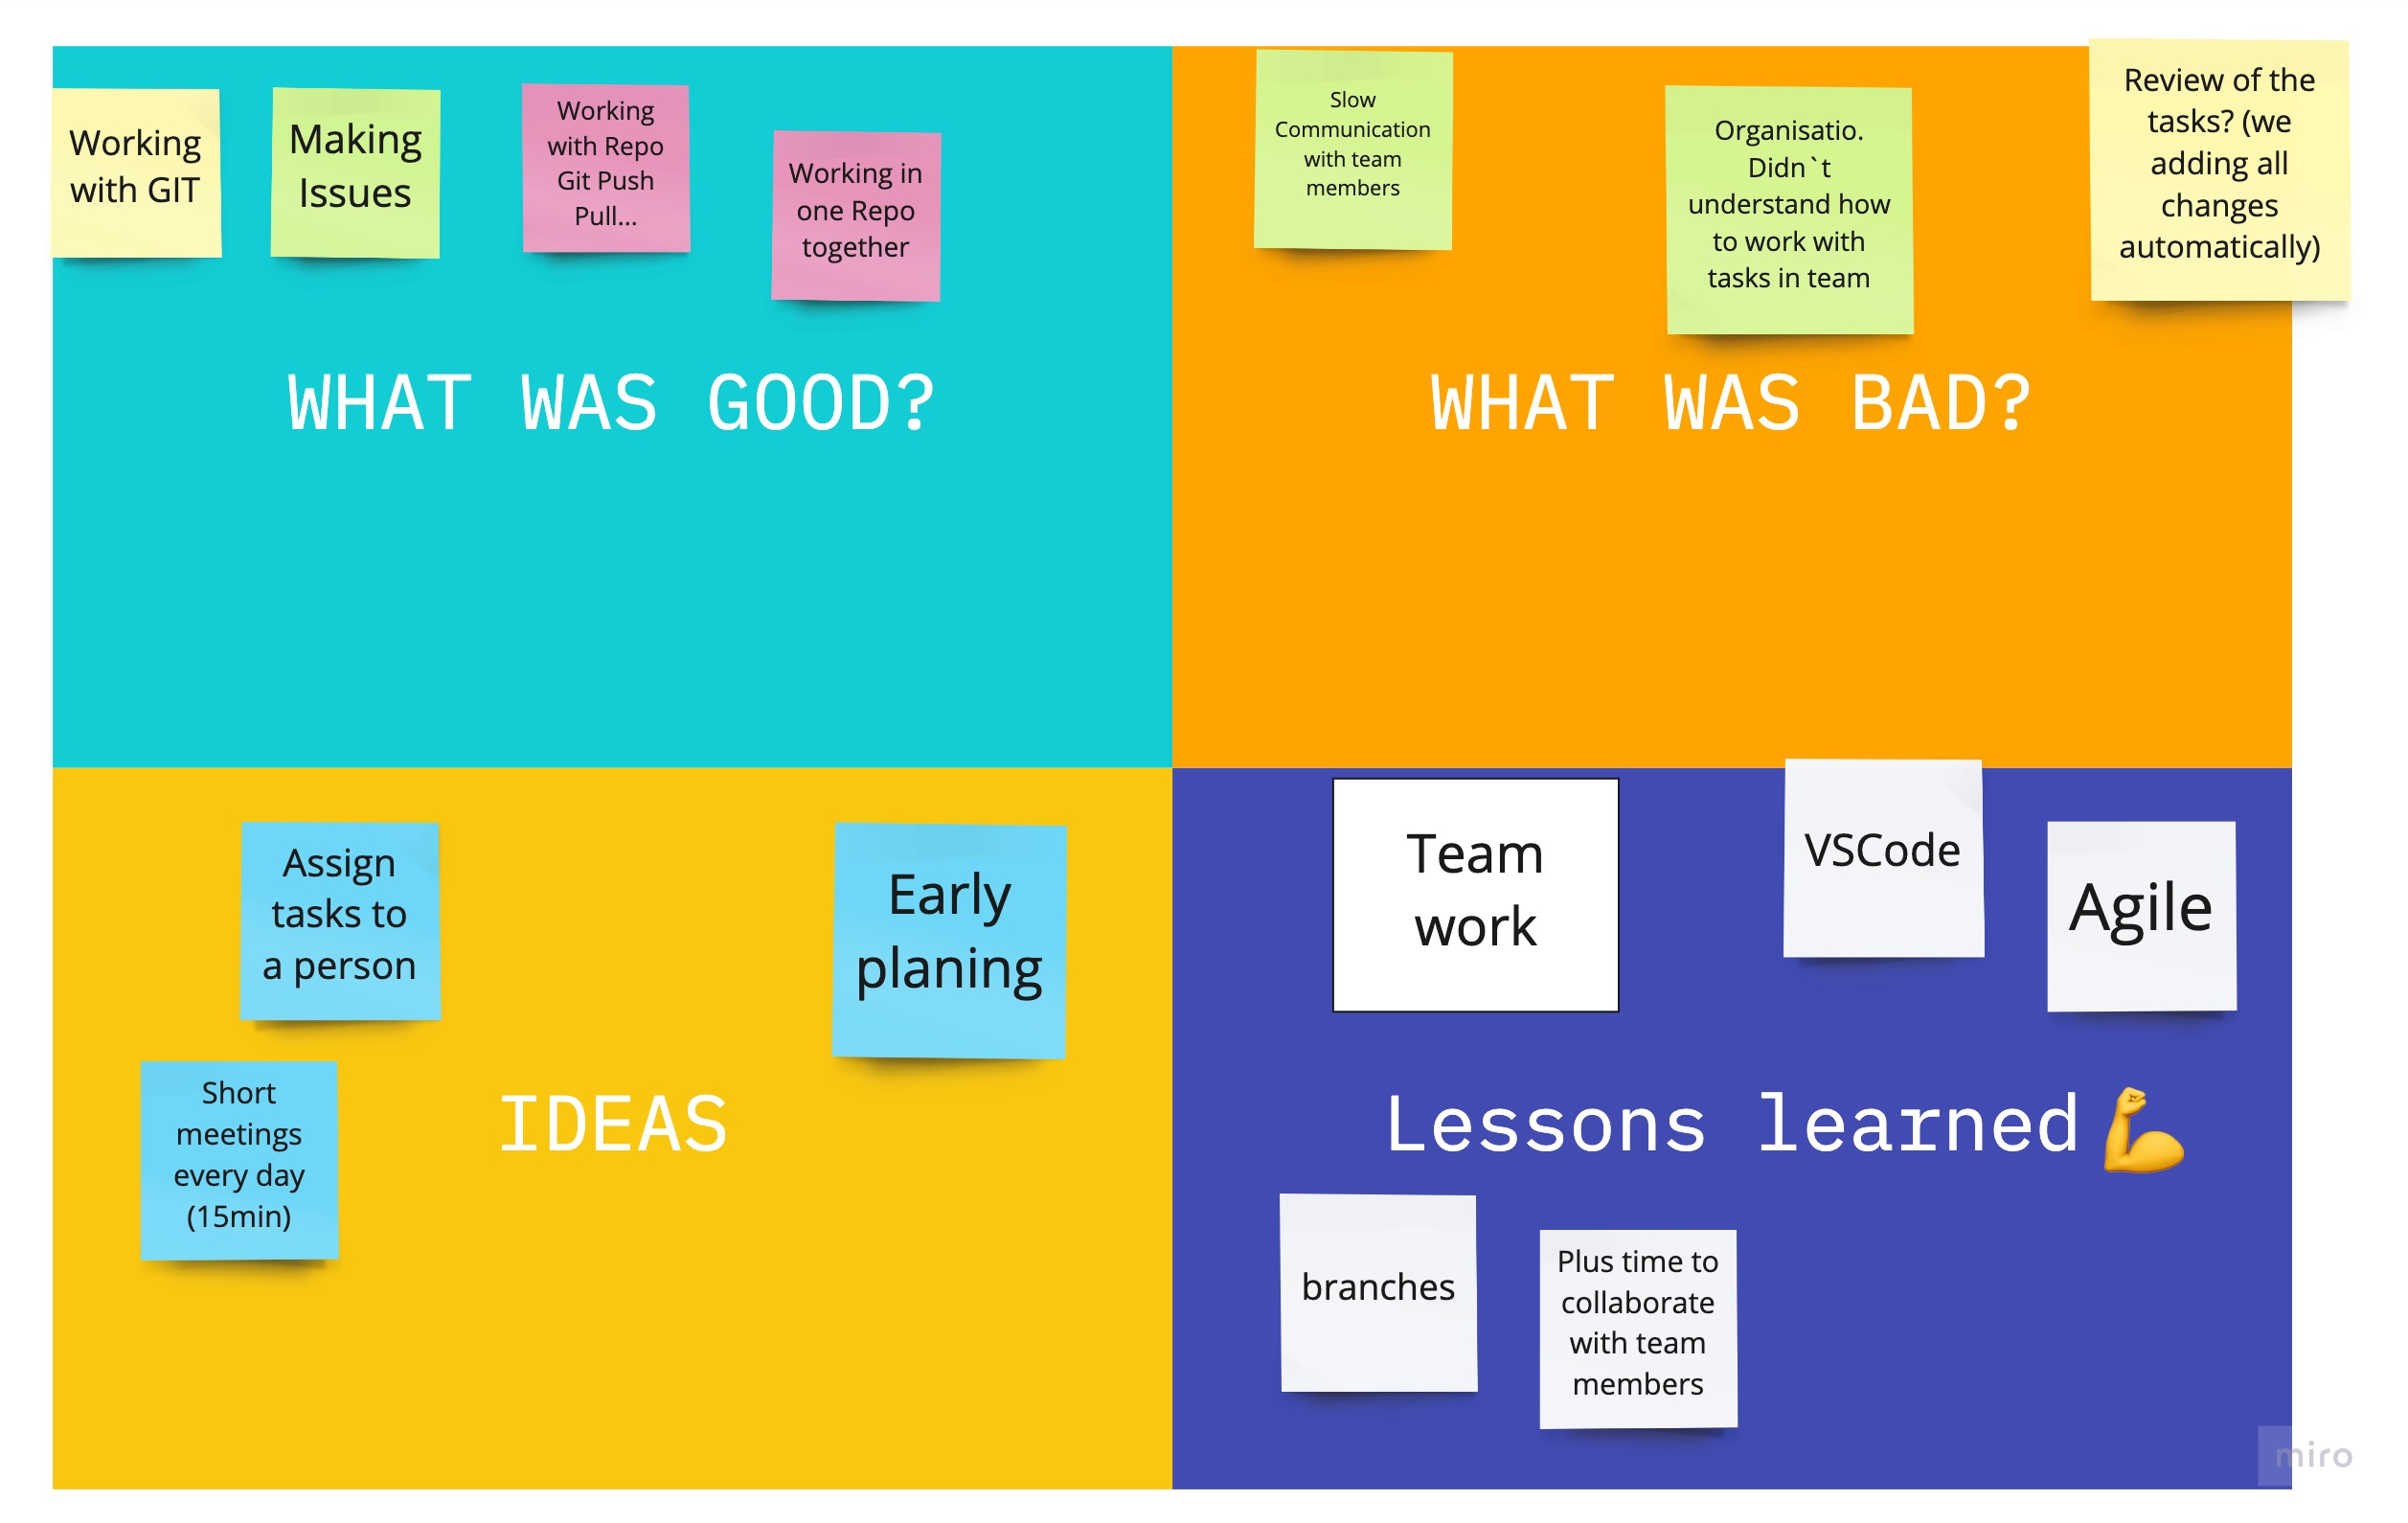 Working
with GIT
Making
Issues
Working
with Repo
Git Push
Pull...
Working in
one Repo
together
WHAT WAS GOOD?
Slow
Communication
with team
members
Organisatio.
Didn`t
understand how
to work with
tasks in team
Review of the
tasks? (we
adding all
changes
automatically)
WHAT WAS BAD?
Assign
tasks to
a person
Early
planing
Short
meetings
every day
(15min)
IDEAS
Team
work
VSCode
Agile
Lessons learned💪
branches
Plus time to
collaborate
with team
members
miro